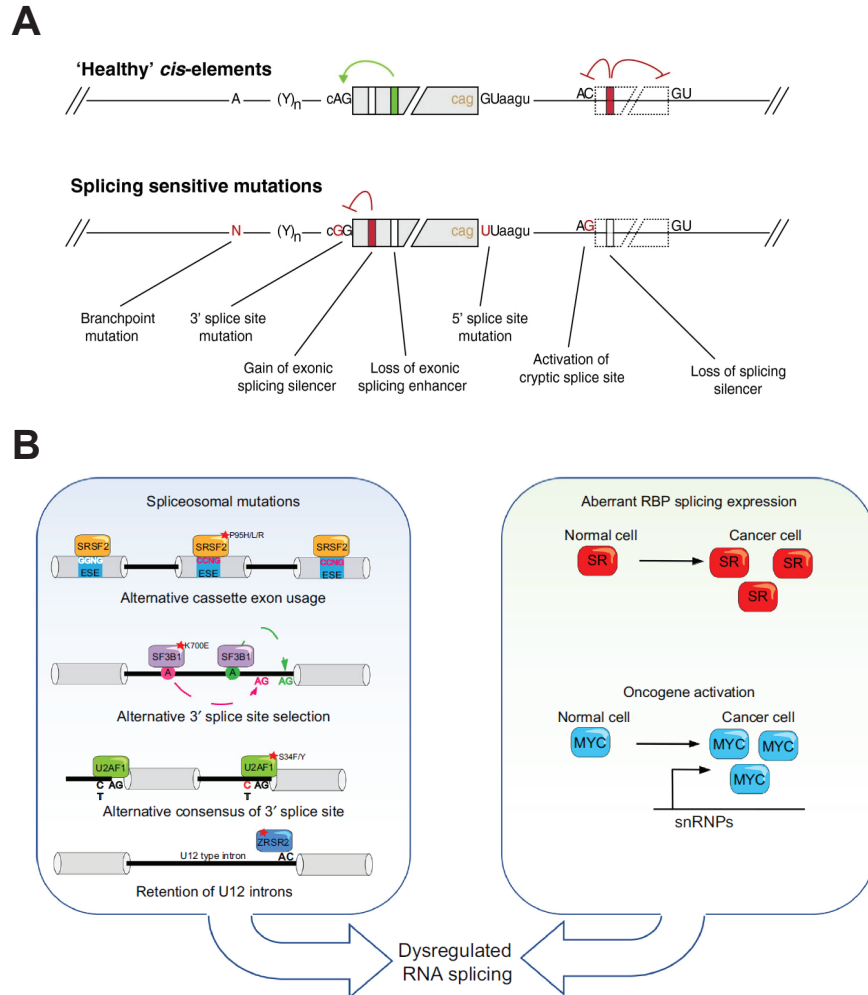 A
'Healthy' cis-elements
A (Y)n cAG cag GUaagu AC GU
Splicing sensitive mutations
N (Y)n cGG cag UUaagu AG GU
Branchpoint
mutation
3' splice site
mutation
Gain of exonic
splicing silencer
Loss of exonic
splicing enhancer
5' splice site
mutation
Activation of
cryptic splice site
Loss of splicing
silencer
B
Spliceosomal mutations
SRSF2 SRSF2 P95H/L/R SRSF2
GGNG CCNG CCNG
ESE ESE ESE
Alternative cassette exon usage
SF3B1 K700E SF3B1
A A
AG AG
Alternative 3′ splice site selection
U2AF1 U2AF1 S34F/Y
C AG C AG
T T
Alternative consensus of 3′ splice site
ZRSR2
U12 type intron AC
Retention of U12 introns
Aberrant RBP splicing expression
Normal cell Cancer cell
SR SR SR
SR
Oncogene activation
Normal cell Cancer cell
MYC MYC MYC
MYC
snRNPs
Dysregulated
RNA splicing